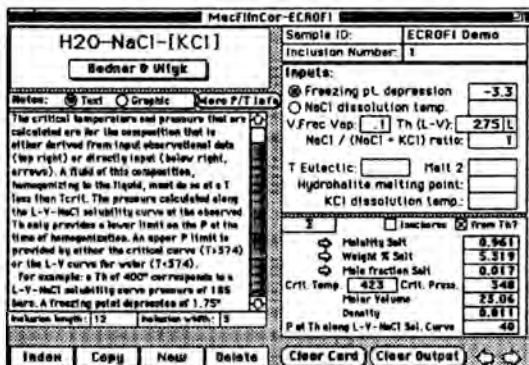 MacFlinCor-ECROFI
H2O-NaCl-[KCl]
Bodnar & Vityk
Notes: Text Graphic More P/T Info
The critical temperature and pressure that are
calculated are for the composition that is
either derived from input observational data
(top right) or directly input (below right,
arrows). A fluid of this composition,
homogenizing to the liquid, must do so at a T
less than Tcrit. The pressure calculated along
the L-V-NaCl solubility curve at the observed
Th only provides a lower limit on the P at the
time of homogenization. An upper P limit is
provided by either the critical curve (T>374)
or the L-V curve for water (T<374).
For example: a Th of 400° corresponds to a
L-V-NaCl solubility curve pressure of 185
bars. A freezing point depression of 1.75°
Inclusion length: 12 Inclusion width: 5
Index Copy New Delete
Sample ID: ECROFI Demo
Inclusion Number: 1
Inputs:
Freezing pt. depression -3.3
NaCl dissolution temp.
V.Frac Vap: .1 Th (L-V): 275 L
NaCl / (NaCl + KCl) ratio: 1
T Eutectic: Melt 2
Hydrohalite melting point:
KCl dissolution temp.:
Isochores from Th?
Molality Salt 0.961
Weight % Salt 5.319
Mole fraction Salt 0.017
Crit. Temp. 423 Crit. Press. 348
Molar Volume 23.06
Density 0.811
P at Th along L-V-NaCl Sol. Curve 40
Clear Card Clear Output